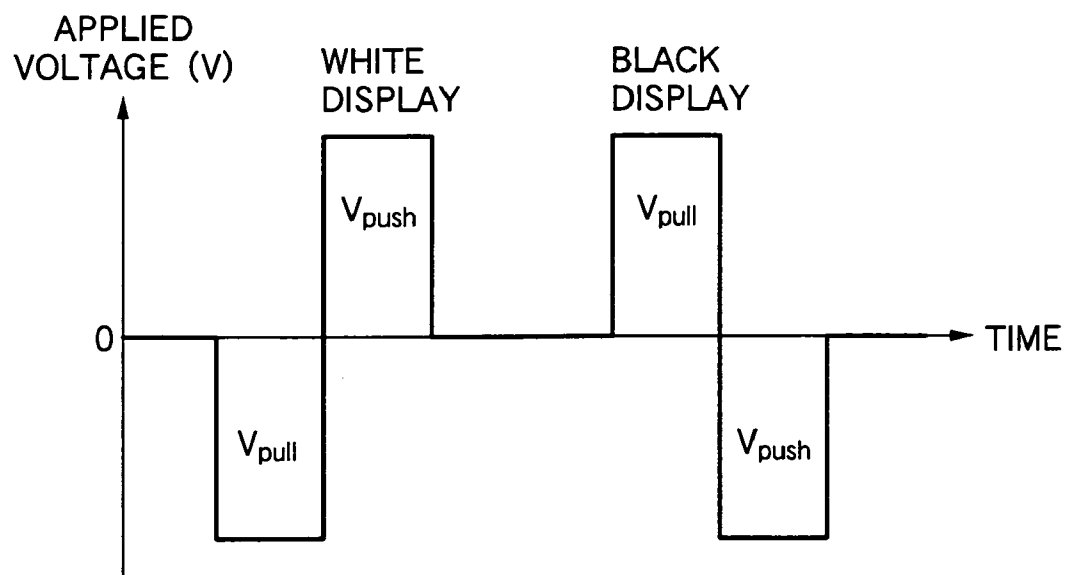 APPLIED
VOLTAGE (V)
WHITE
DISPLAY
BLACK
DISPLAY
Vpush
Vpull
0
TIME
Vpull
Vpush